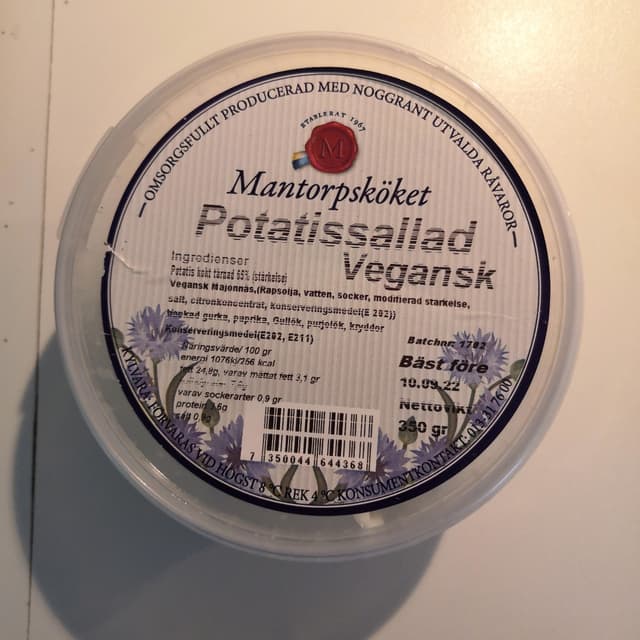 OMSORGSFULLT PRODUCERAD MED NOGGRANT UTVALDA RÅVAROR
ETABLERAT 1967
M
Mantorpsköket
Potatissallad
Vegansk
Ingredienser
Potatis kokt tärnad 65% (stärkelse)
Vegansk Majonnäs,(Rapsolja, vatten, socker, modifierad stärkelse,
salt, citronkoncentrat, konserveringsmedel(E 202))
hackad gurka, paprika, Gullök, purjolök, kryddor
Konserveringsmedel(E202, E211)
Näringsvärde/ 100 gr
energi 1076kj/256 kcal
fett 24,8g, varav mättat fett 3,1 gr
varav sockerarter 0,9 gr
protein
salt
Batchnr: 1702
Bäst före
10.09.22
Nettovikt
350 gr
7 350044 644368
KYLVARA FÖRVARAS VID HÖGST 8 °C REK 4 °C KONSUMENTKONTAKT: